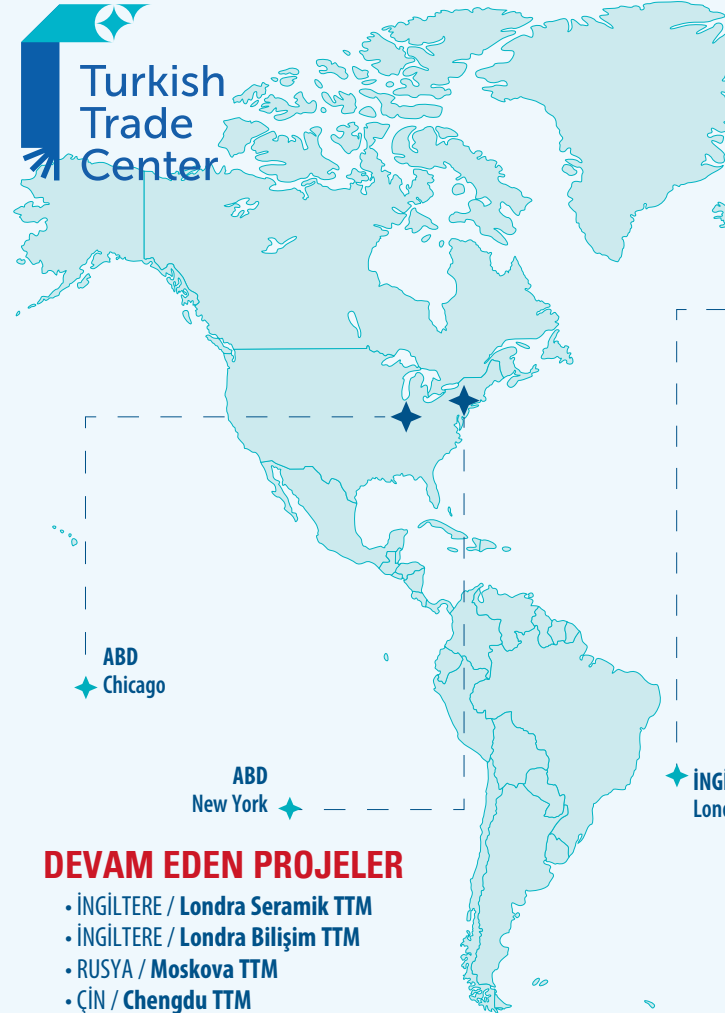 Turkish
Trade
Center
ABD
Chicago
ABD
New York
DEVAM EDEN PROJELER
• İNGİLTERE / Londra Seramik TTM
• İNGİLTERE / Londra Bilişim TTM
• RUSYA / Moskova TTM
• ÇİN / Chengdu TTM